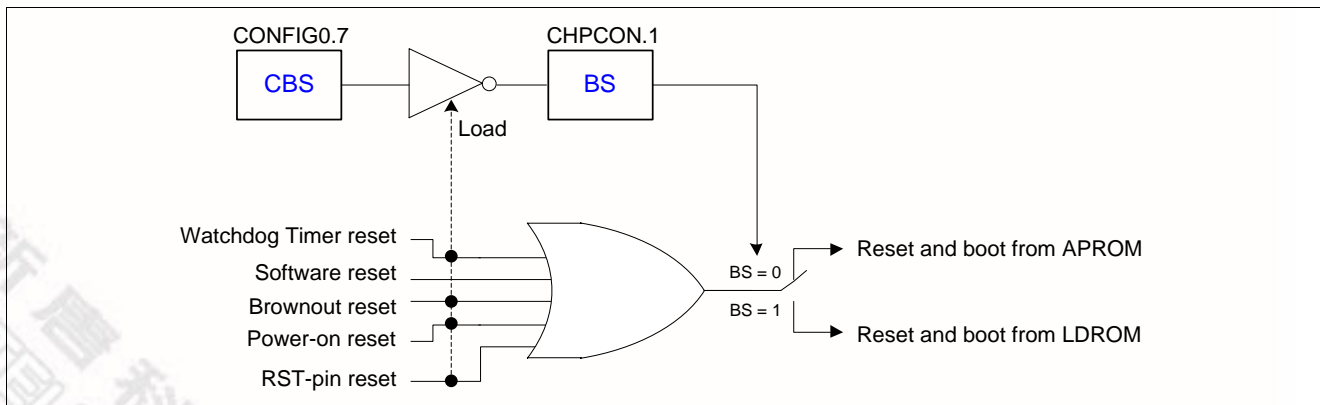 CONFIG0.7
CHPCON.1
CBS
BS
Load
Watchdog Timer reset
Software reset
Brownout reset
Power-on reset
RST-pin reset
BS = 0
BS = 1
Reset and boot from APROM
Reset and boot from LDROM